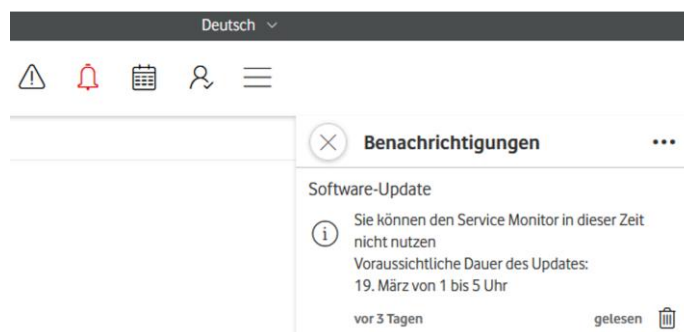 Deutsch
Benachrichtigungen
Software-Update
Sie können den Service Monitor in dieser Zeit
nicht nutzen
Voraussichtliche Dauer des Updates:
19. März von 1 bis 5 Uhr
vor 3 Tagen gelesen